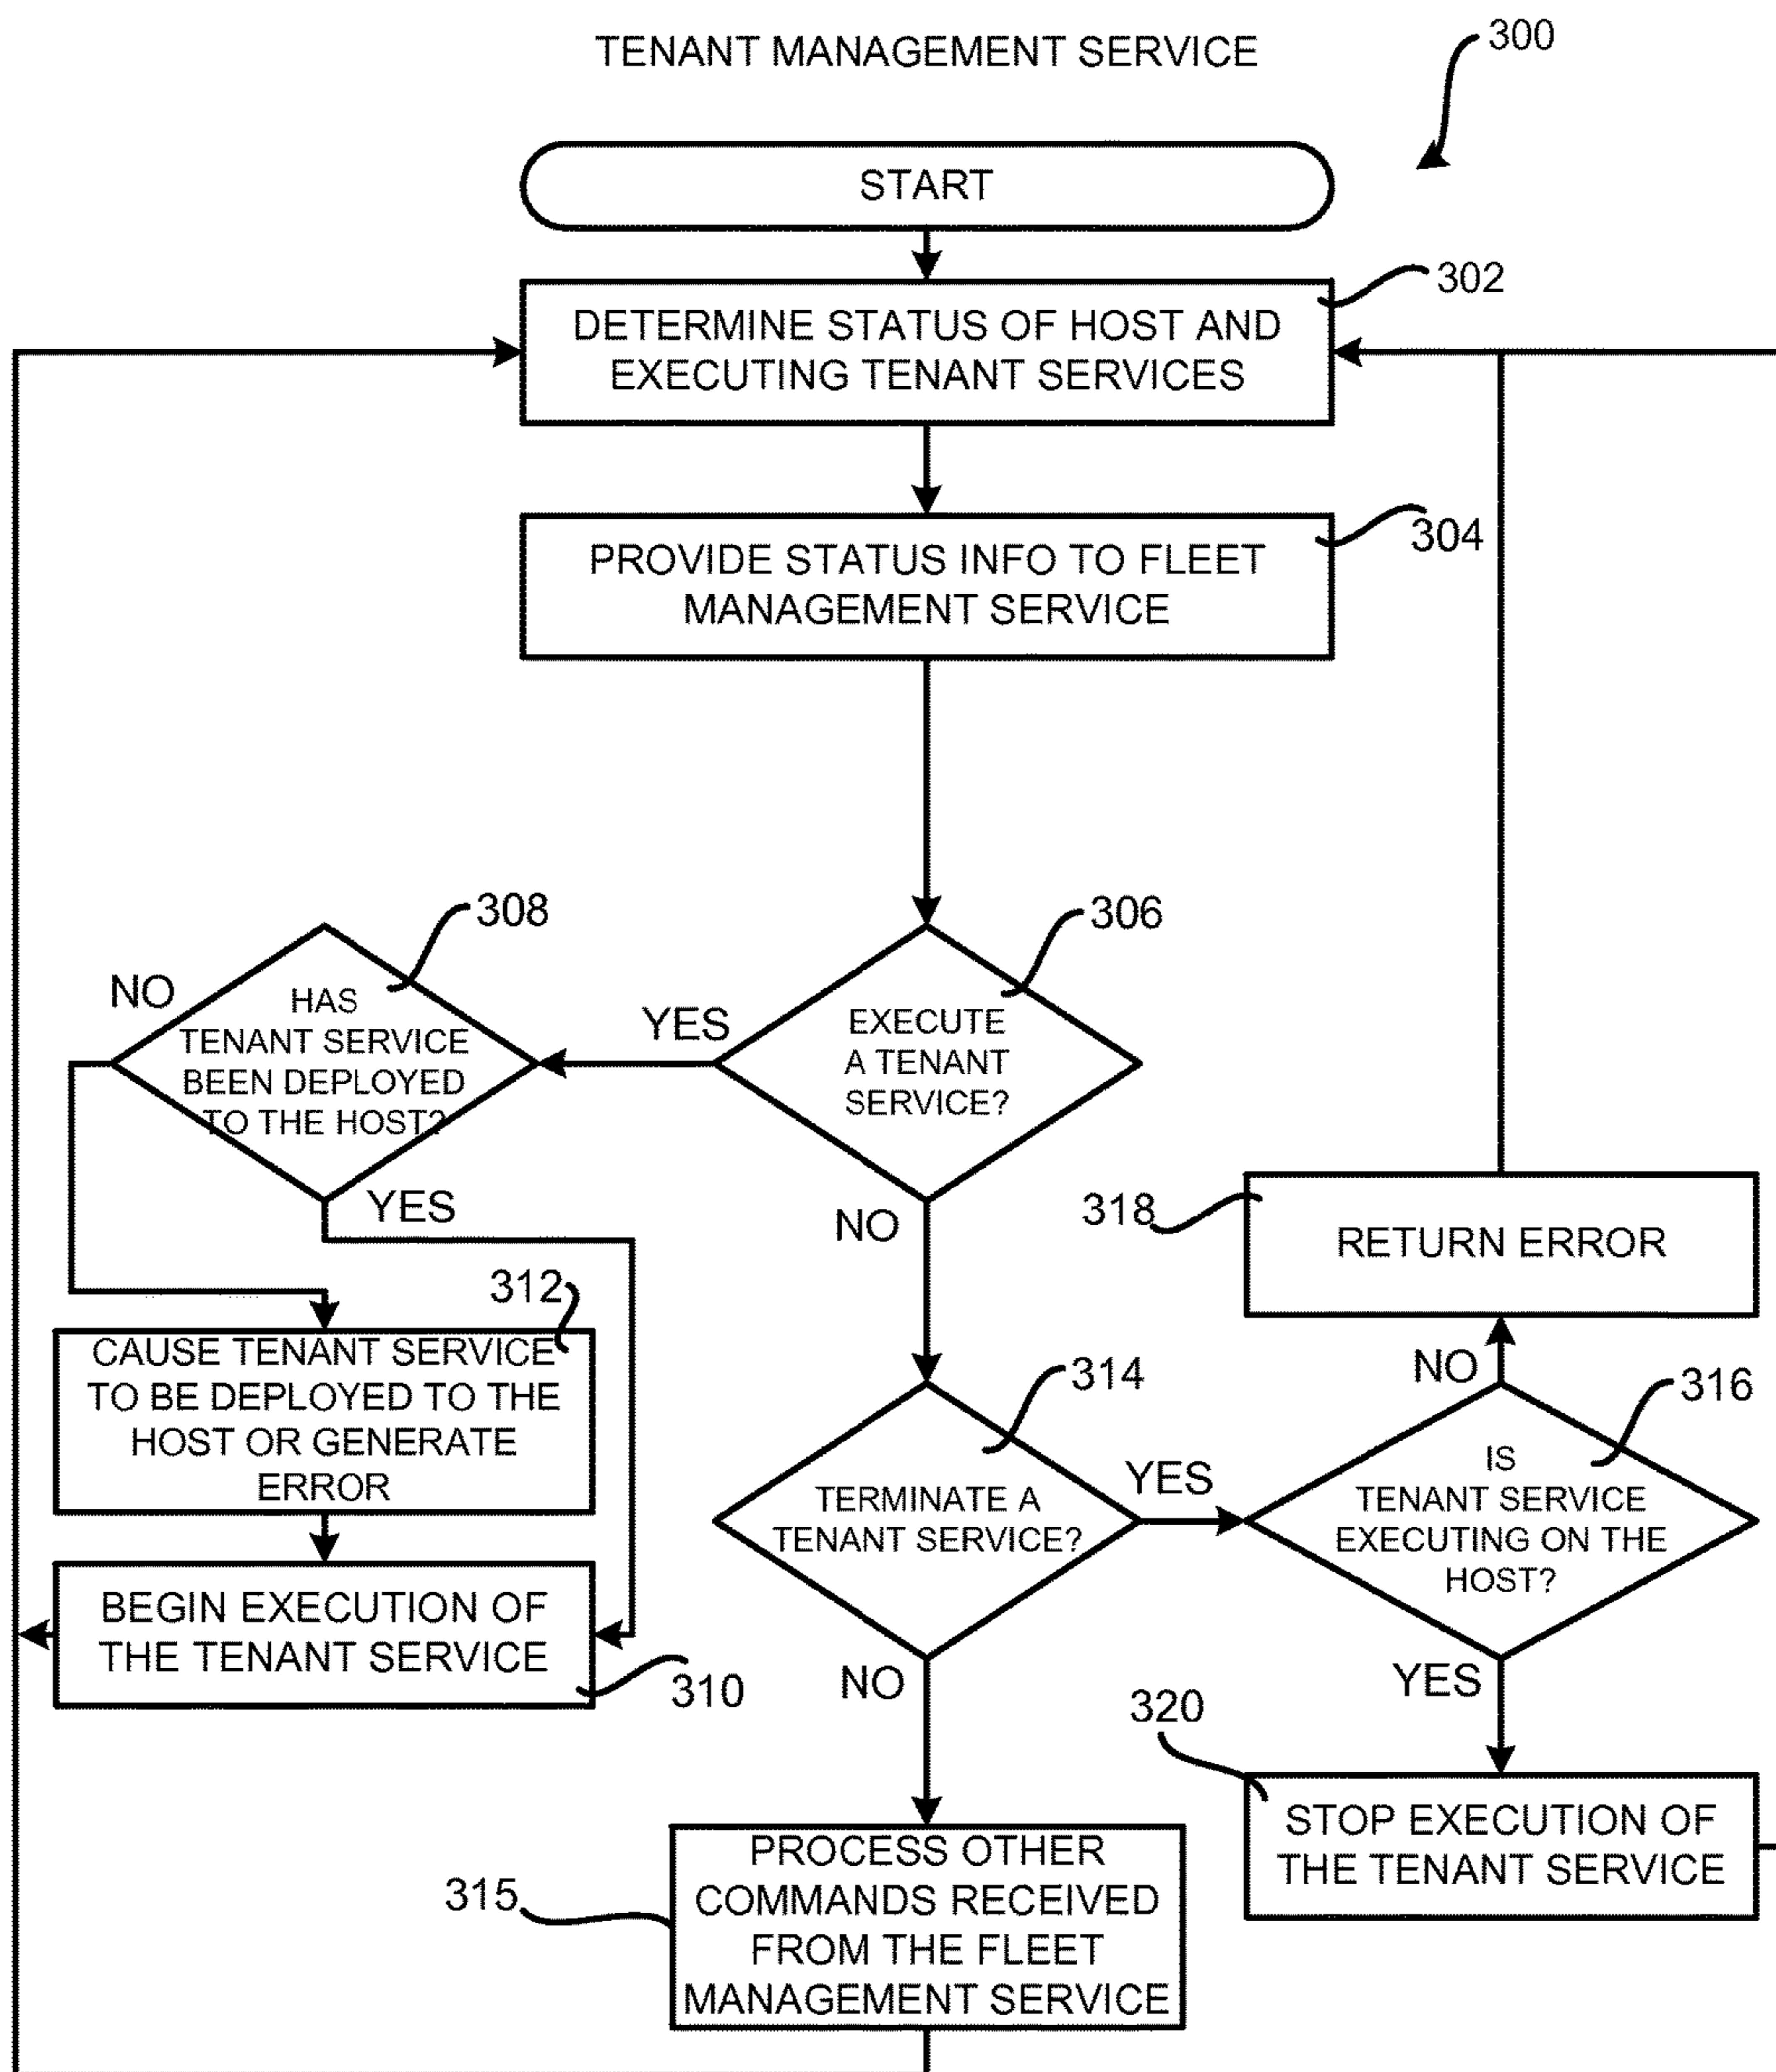 TENANT MANAGEMENT SERVICE
300
START
302
DETERMINE STATUS OF HOST AND
EXECUTING TENANT SERVICES
304
PROVIDE STATUS INFO TO FLEET
MANAGEMENT SERVICE
308
306
NO
HAS
TENANT SERVICE
BEEN DEPLOYED
TO THE HOST?
YES
EXECUTE
A TENANT
SERVICE?
YES
NO
318
RETURN ERROR
312
CAUSE TENANT SERVICE
TO BE DEPLOYED TO THE
HOST OR GENERATE
ERROR
314
NO
316
TERMINATE A
TENANT SERVICE?
YES
IS
TENANT SERVICE
EXECUTING ON THE
HOST?
BEGIN EXECUTION OF
THE TENANT SERVICE
310
NO
YES
320
STOP EXECUTION OF
THE TENANT SERVICE
315
PROCESS OTHER
COMMANDS RECEIVED
FROM THE FLEET
MANAGEMENT SERVICE